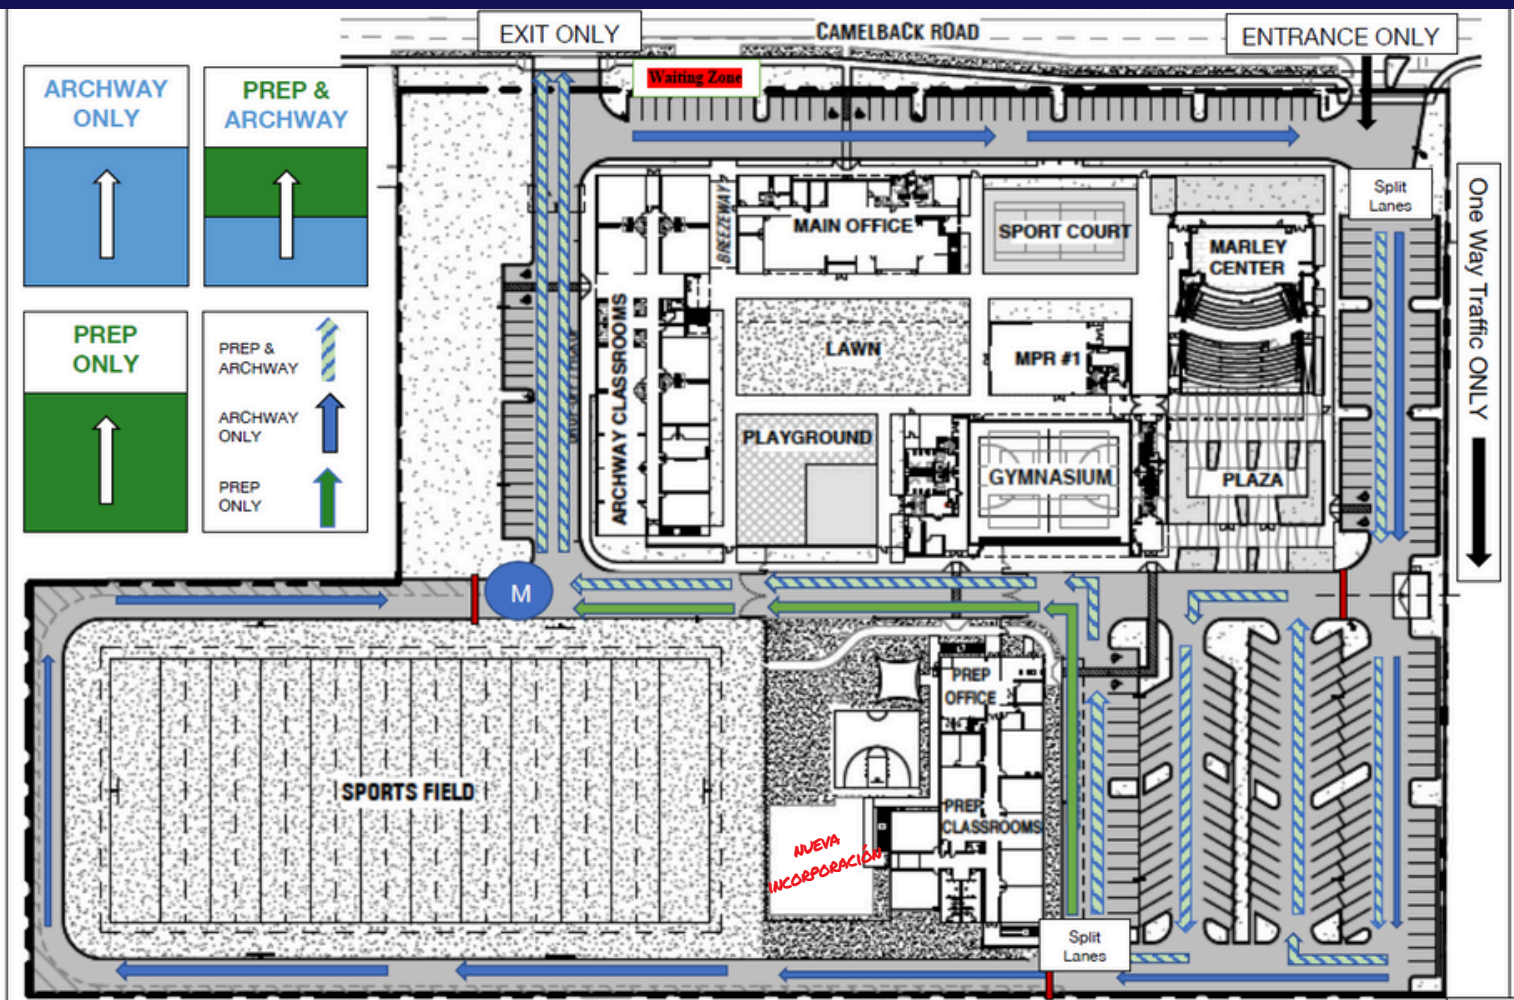 EXIT ONLY
CAMELBACK ROAD
ENTRANCE ONLY
Waiting Zone
ARCHWAY
ONLY
PREP &
ARCHWAY
PREP
ONLY
PREP &
ARCHWAY
ARCHWAY
ONLY
PREP
ONLY
Split
Lanes
One Way Traffic ONLY
BREEZEWAY
MAIN OFFICE
SPORT COURT
MARLEY
CENTER
ARCHWAY CLASSROOMS
LAWN
MPR #1
PLAYGROUND
GYMNASIUM
PLAZA
M
PREP
OFFICE
SPORTS FIELD
PREP
CLASSROOMS
NUEVA
INCORPORACIÓN
Split
Lanes